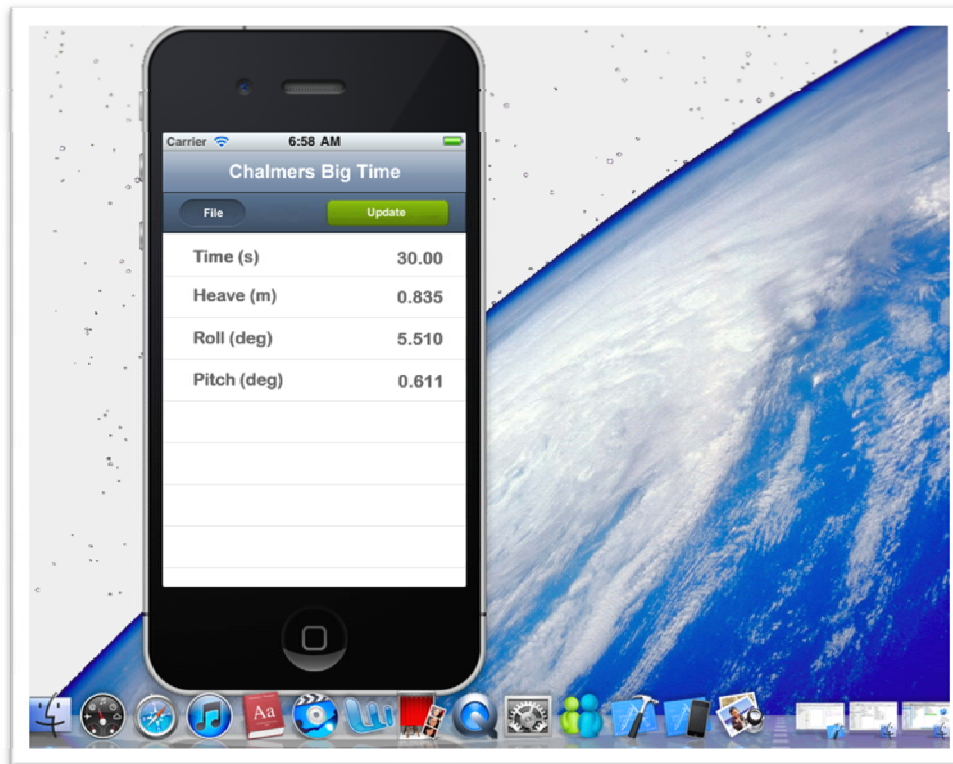 Carrier 6:58 AM
Chalmers Big Time
File Update
Time (s) 30.00
Heave (m) 0.835
Roll (deg) 5.510
Pitch (deg) 0.611
Aa